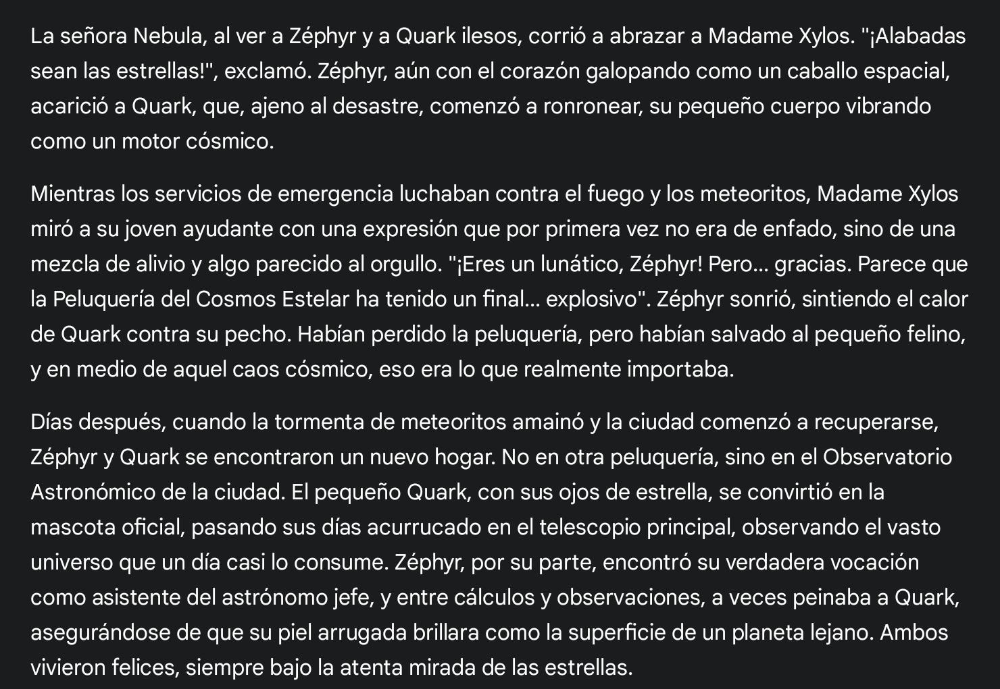 La señora Nebula, al ver a Zéphyr y a Quark ilesos, corrió a abrazar a Madame Xylos. "¡Alabadas
sean las estrellas!", exclamó. Zéphyr, aún con el corazón galopando como un caballo espacial,
acarició a Quark, que, ajeno al desastre, comenzó a ronronear, su pequeño cuerpo vibrando
como un motor cósmico.
Mientras los servicios de emergencia luchaban contra el fuego y los meteoritos, Madame Xylos
miró a su joven ayudante con una expresión que por primera vez no era de enfado, sino de una
mezcla de alivio y algo parecido al orgullo. "¡Eres un lunático, Zéphyr! Pero... gracias. Parece que
la Peluquería del Cosmos Estelar ha tenido un final... explosivo". Zéphyr sonrió, sintiendo el calor
de Quark contra su pecho. Habían perdido la peluquería, pero habían salvado al pequeño felino,
y en medio de aquel caos cósmico, eso era lo que realmente importaba.
Días después, cuando la tormenta de meteoritos amainó y la ciudad comenzó a recuperarse,
Zéphyr y Quark se encontraron un nuevo hogar. No en otra peluquería, sino en el Observatorio
Astronómico de la ciudad. El pequeño Quark, con sus ojos de estrella, se convirtió en la
mascota oficial, pasando sus días acurrucado en el telescopio principal, observando el vasto
universo que un día casi lo consume. Zéphyr, por su parte, encontró su verdadera vocación
como asistente del astrónomo jefe, y entre cálculos y observaciones, a veces peinaba a Quark,
asegurándose de que su piel arrugada brillara como la superficie de un planeta lejano. Ambos
vivieron felices, siempre bajo la atenta mirada de las estrellas.